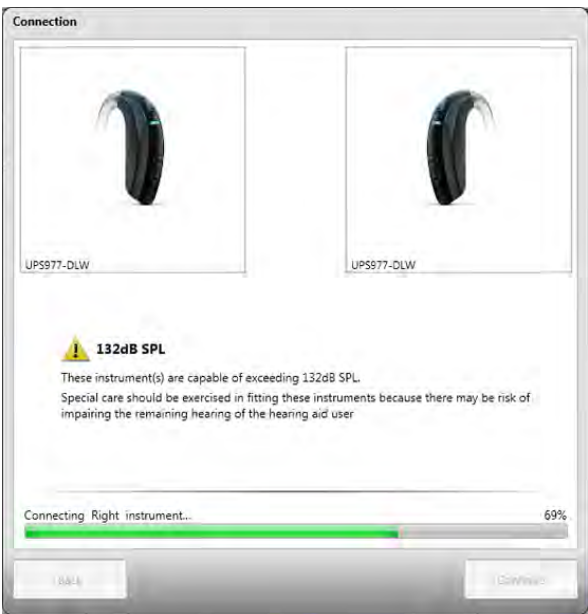 Connection
UPS977-DLW
UPS977-DLW
132dB SPL
These instrument(s) are capable of exceeding 132dB SPL.
Special care should be exercised in fitting these instruments because there may be risk of
impairing the remaining hearing of the hearing aid user
Connecting Right instrument...
69%
Back
Continue